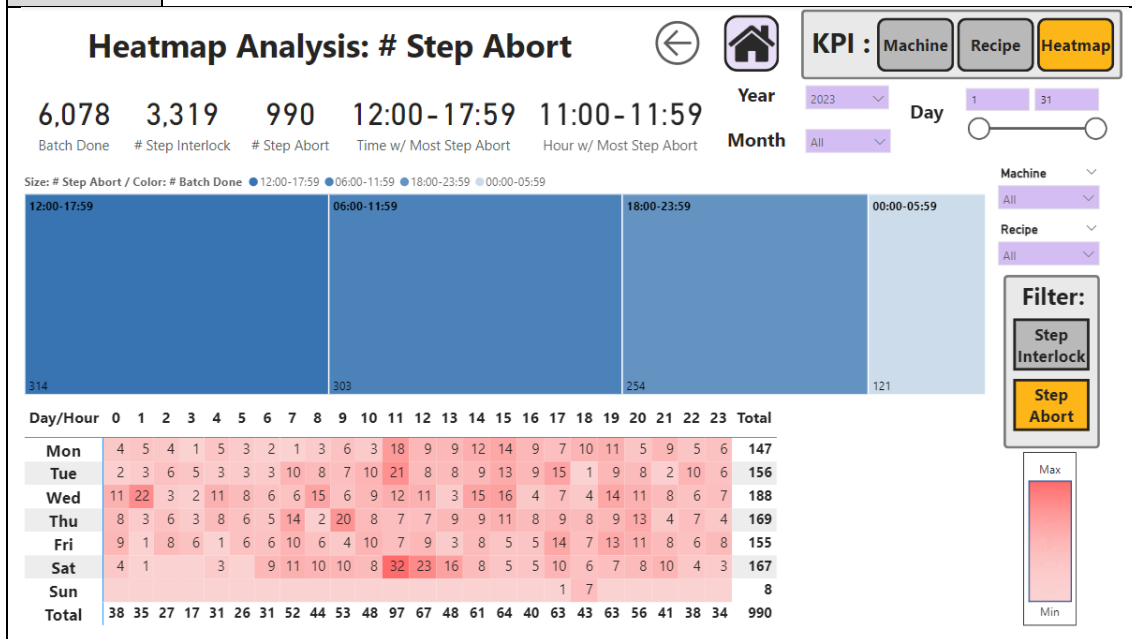 Heatmap Analysis: # Step Abort
KPI :
Machine
Recipe
Heatmap
6,078
Batch Done
3,319
# Step Interlock
990
# Step Abort
12:00-17:59
Time w/ Most Step Abort
11:00-11:59
Hour w/ Most Step Abort
Year
2023
Month
All
Day
1
31
Machine
All
Recipe
All
Size: # Step Abort / Color: # Batch Done 12:00-17:59 06:00-11:59 18:00-23:59 00:00-05:59
12:00-17:59
314
06:00-11:59
303
18:00-23:59
254
00:00-05:59
121
Filter:
Step
Interlock
Step
Abort
Max
Min
Day/Hour 0 1 2 3 4 5 6 7 8 9 10 11 12 13 14 15 16 17 18 19 20 21 22 23 Total
Mon 4 5 4 1 5 3 2 1 3 6 3 18 9 9 12 14 9 7 10 11 5 9 5 6 147
Tue 2 3 6 5 3 3 3 10 8 7 10 21 8 8 9 13 9 15 1 9 8 2 10 6 156
Wed 11 22 3 2 11 8 6 6 15 6 9 12 11 3 15 16 4 7 4 14 11 8 6 7 188
Thu 8 3 6 3 8 6 5 14 2 20 8 7 7 9 9 11 8 9 8 9 13 4 7 4 169
Fri 9 1 8 6 1 6 6 10 6 4 10 7 9 3 8 5 5 14 7 13 11 8 6 8 155
Sat 4 1 3 9 11 10 10 8 32 23 16 8 5 5 10 6 7 8 10 4 3 167
Sun 1 7 8
Total 38 35 27 17 31 26 31 52 44 53 48 97 67 48 61 64 40 63 43 63 56 41 38 34 990